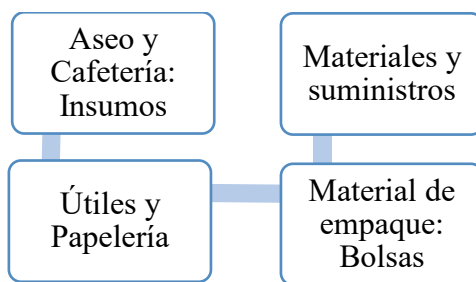 Aseo y
Cafetería:
Insumos
Útiles y
Papelería
Material de
empaque:
Bolsas
Materiales y
suministros